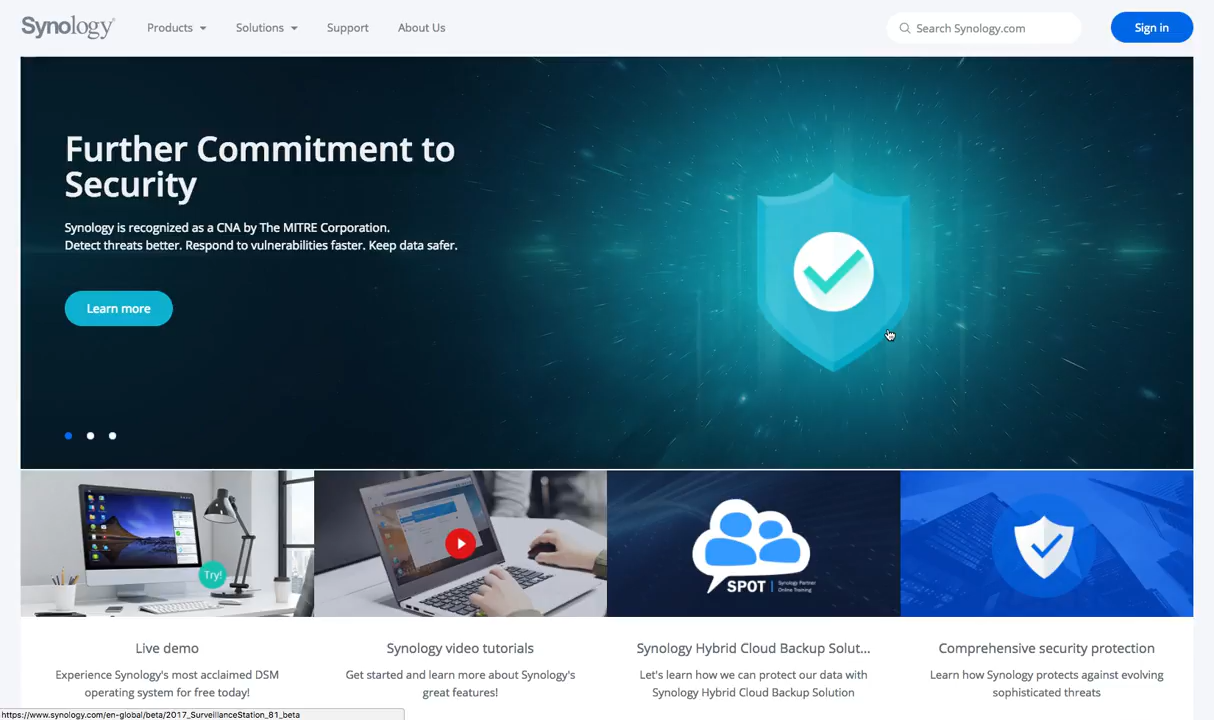 Synology
Products
Solutions
Support
About Us
Search Synology.com
Sign in
Further Commitment to
Security
Synology is recognized as a CNA by The MITRE Corporation.
Detect threats better. Respond to vulnerabilities faster. Keep data safer.
Learn more
Try!
SPOT
Synology Partner
Online Training
Live demo
Experience Synology's most acclaimed DSM
operating system for free today!
Synology video tutorials
Get started and learn more about Synology's
great features!
Synology Hybrid Cloud Backup Solut...
Let's learn how we can protect our data with
Synology Hybrid Cloud Backup Solution
Comprehensive security protection
Learn how Synology protects against evolving
sophisticated threats
https://www.synology.com/en-global/beta/2017_SurveillanceStation_81_beta